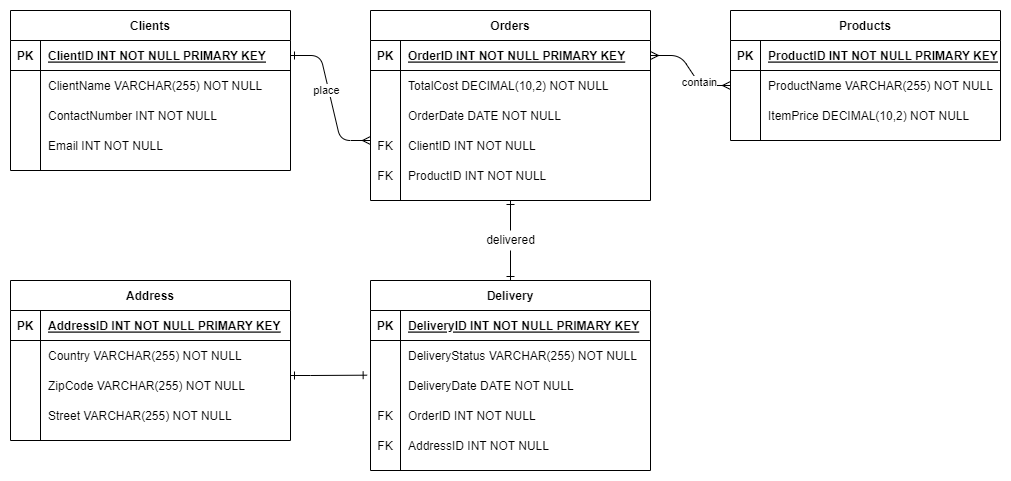 Clients
PK ClientID INT NOT NULL PRIMARY KEY
ClientName VARCHAR(255) NOT NULL
ContactNumber INT NOT NULL
Email INT NOT NULL
place
Orders
PK OrderID INT NOT NULL PRIMARY KEY
TotalCost DECIMAL(10,2) NOT NULL
OrderDate DATE NOT NULL
FK ClientID INT NOT NULL
FK ProductID INT NOT NULL
contain
Products
PK ProductID INT NOT NULL PRIMARY KEY
ProductName VARCHAR(255) NOT NULL
ItemPrice DECIMAL(10,2) NOT NULL
delivered
Address
PK AddressID INT NOT NULL PRIMARY KEY
Country VARCHAR(255) NOT NULL
ZipCode VARCHAR(255) NOT NULL
Street VARCHAR(255) NOT NULL
Delivery
PK DeliveryID INT NOT NULL PRIMARY KEY
DeliveryStatus VARCHAR(255) NOT NULL
DeliveryDate DATE NOT NULL
FK OrderID INT NOT NULL
FK AddressID INT NOT NULL